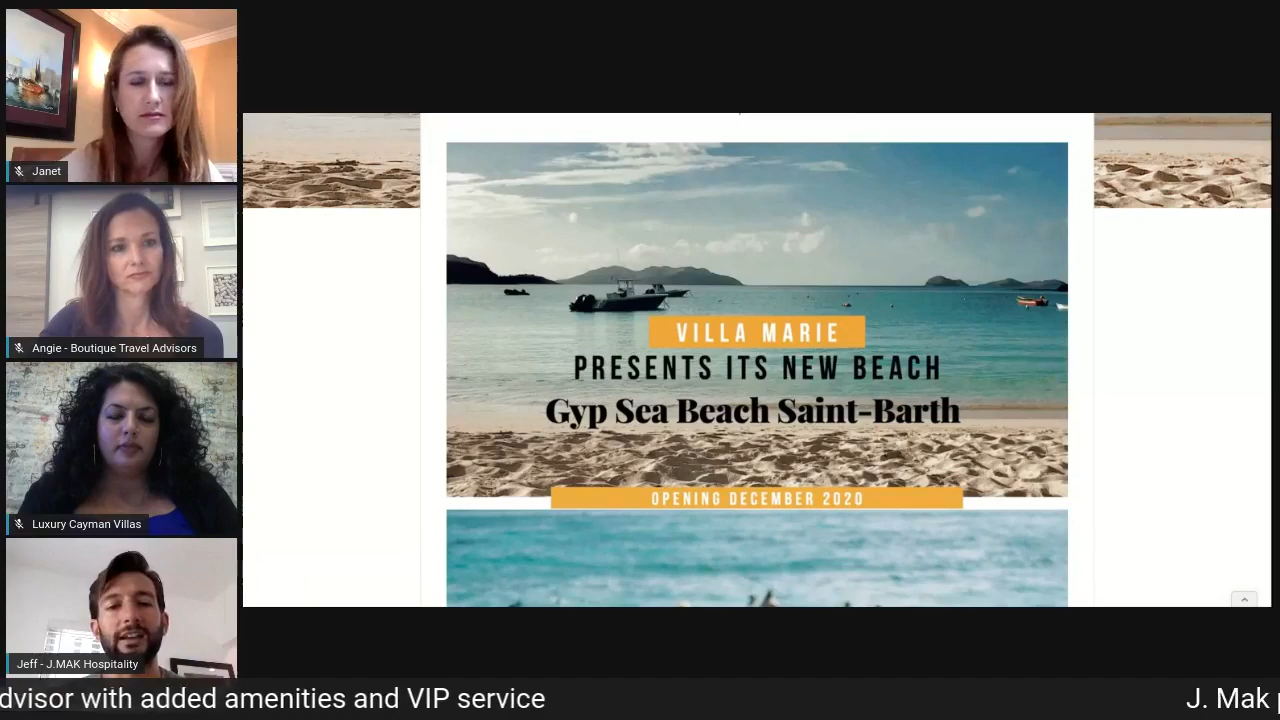 Janet
Angie - Boutique Travel Advisors
Luxury Cayman Villas
Jeff - J.MAK Hospitality
VILLA MARIE
PRESENTS ITS NEW BEACH
Gyp Sea Beach Saint-Barth
OPENING DECEMBER 2020
dvisor with added amenities and VIP service
J. Mak